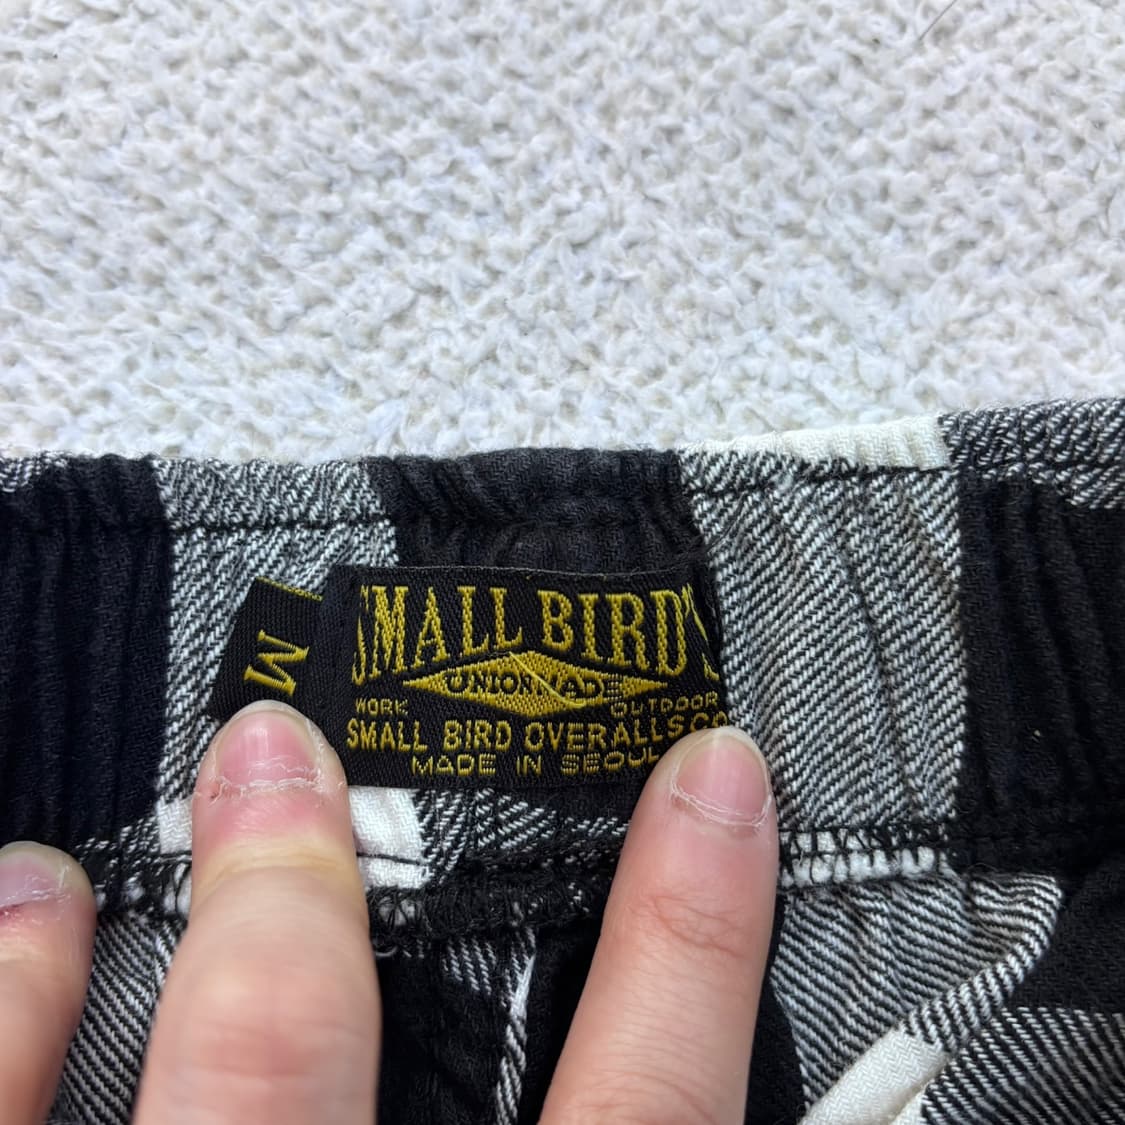 M
SMALL BIRD'S
UNION MADE
WORK OUTDOOR
SMALL BIRD OVERALLS CO
MADE IN SEOUL